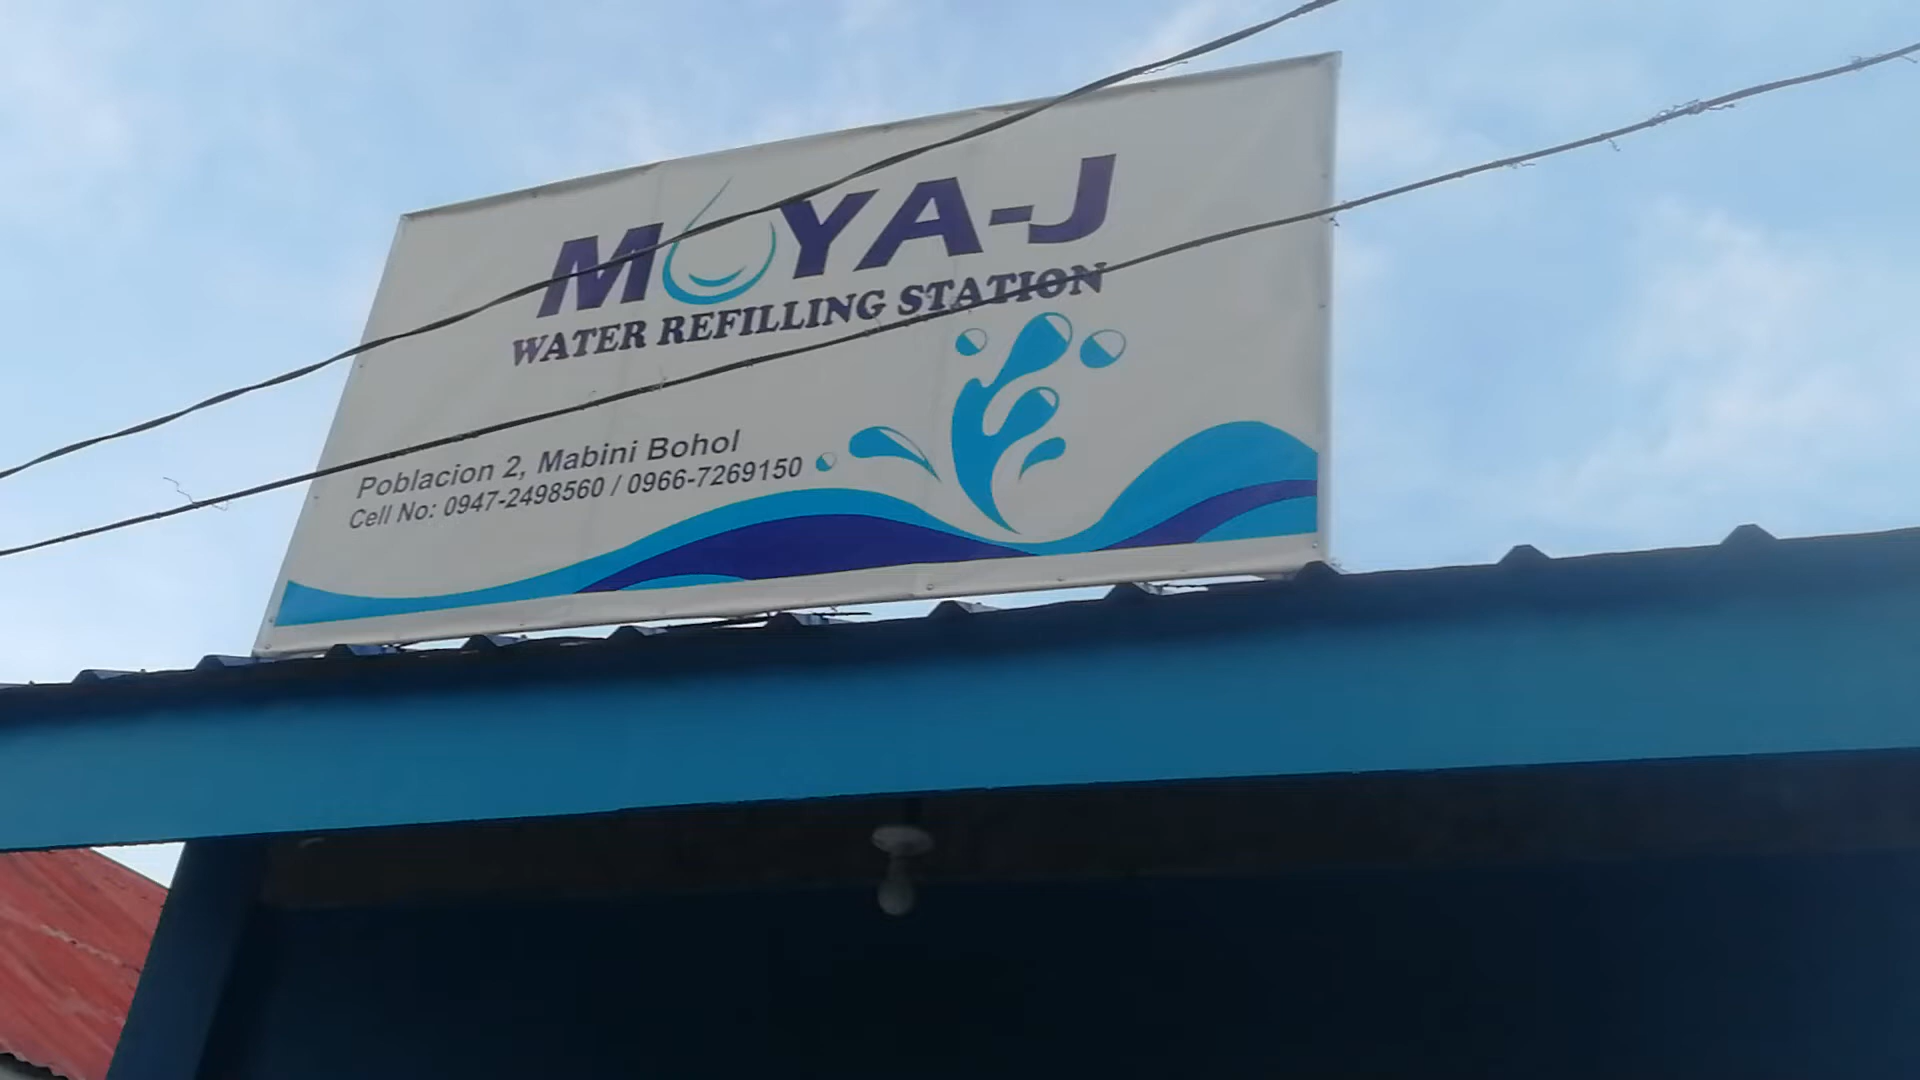 MOYA-J
WATER REFILLING STATION
Poblacion 2, Mabini Bohol
Cell No: 0947-2498560 / 0966-7269150